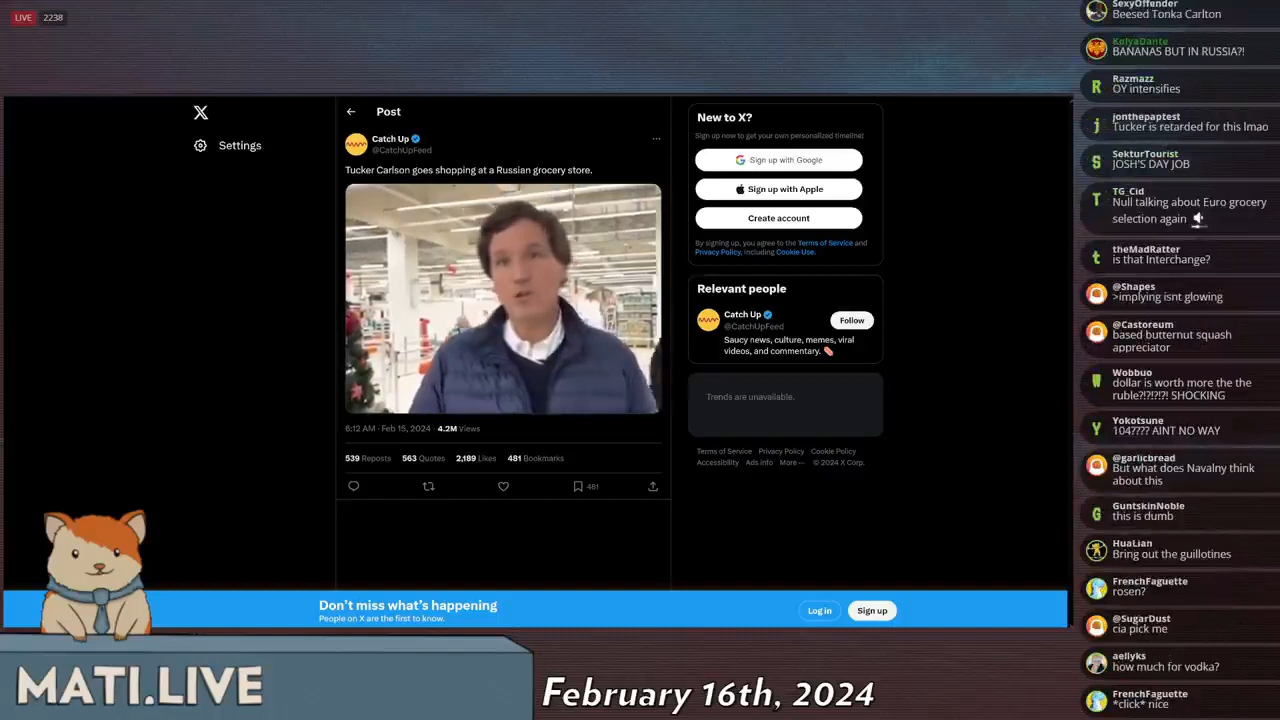 LIVE 2238
X
Settings
← Post
Catch Up
@CatchUpFeed
Tucker Carlson goes shopping at a Russian grocery store.
6:12 AM · Feb 15, 2024 · 4.2M Views
539 Reposts 563 Quotes 2,189 Likes 481 Bookmarks
481
New to X?
Sign up now to get your own personalized timeline!
Sign up with Google
Sign up with Apple
Create account
By signing up, you agree to the Terms of Service and
Privacy Policy, including Cookie Use.
Relevant people
Catch Up
@CatchUpFeed
Follow
Saucy news, culture, memes, viral
videos, and commentary.
Trends are unavailable.
Terms of Service Privacy Policy Cookie Policy
Accessibility Ads info More ··· © 2024 X Corp.
Don't miss what's happening
People on X are the first to know.
Log in
Sign up
MATI.LIVE
February 16th, 2024
SexyOffender
Beesed Tonka Carlton
KolyaDante
BANANAS BUT IN RUSSIA?!
Razmazz
OY intensifies
jonthepeptest3
Tucker is retarded for this lmao
SektorTourist
JOSH'S DAY JOB
TG_Cid
Null talking about Euro grocery
selection again
theMadRater
is that Interchange?
@Shapes
>implying isnt glowing
@Castoreum
based butternut squash
appreciator
Wobbuo
dollar is worth more the the
ruble?!?!?!?! SHOCKING
Yokotsune
10$???? AINT NO WAY
@garlicbread
But what does Navalny think
about this
GuntskinNoble
this is dumb
HuaLian
Bring out the guillotines
FrenchFaguette
rosen?
@SugarDust
cia pick me
aellyks
how much for vodka?
FrenchFaguette
*click* nice